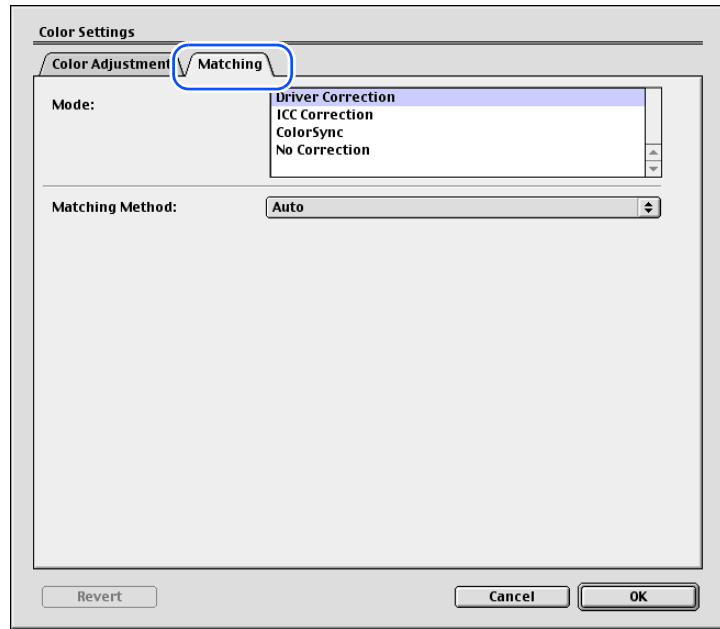 Color Settings
Color Adjustment Matching
Mode:
Driver Correction
ICC Correction
ColorSync
No Correction
Matching Method: Auto
Revert Cancel OK